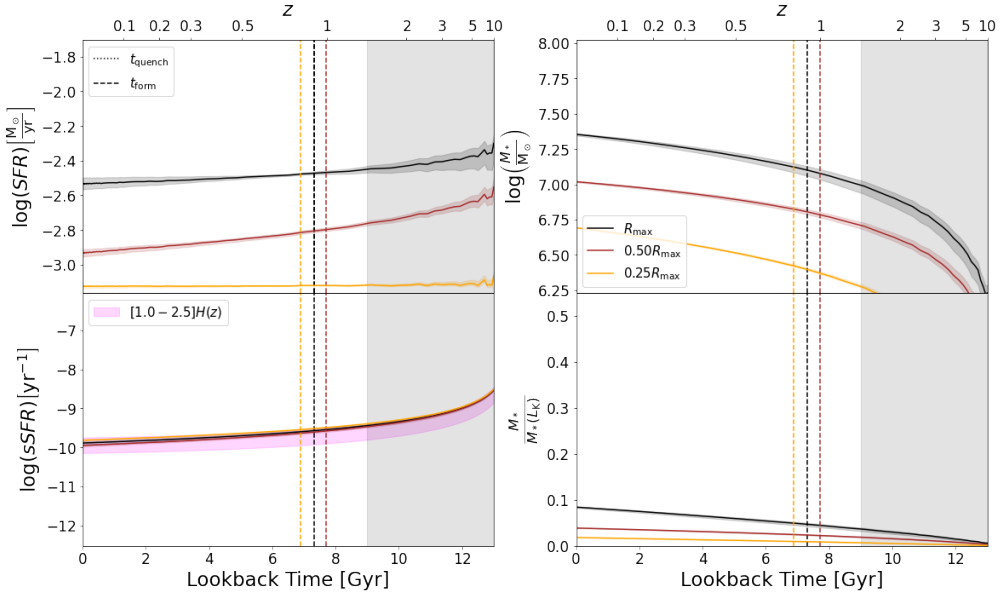 z
z
0.1 0.2 0.3 0.5 1 2 3 5 10
0.1 0.2 0.3 0.5 1 2 3 5 10
−1.8
−2.0
−2.2
−2.4
−2.6
−2.8
−3.0
log(SFR) [M⊙/yr]
t_quench
t_form
8.00
7.75
7.50
7.25
7.00
6.75
6.50
6.25
log(M*/M⊙)
R_max
0.50R_max
0.25R_max
−7
−8
−9
−10
−11
−12
log(sSFR)[yr⁻¹]
[1.0 − 2.5]H(z)
0.5
0.4
0.3
0.2
0.1
0.0
M*/M*(L_K)
0 2 4 6 8 10 12
0 2 4 6 8 10 12
Lookback Time [Gyr]
Lookback Time [Gyr]